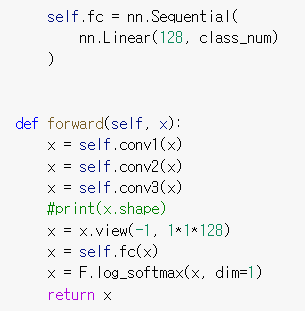 self.fc = nn.Sequential(
nn.Linear(128, class_num)
)
def forward(self, x):
x = self.conv1(x)
x = self.conv2(x)
x = self.conv3(x)
#print(x.shape)
x = x.view(-1, 1*1*128)
x = self.fc(x)
x = F.log_softmax(x, dim=1)
return x